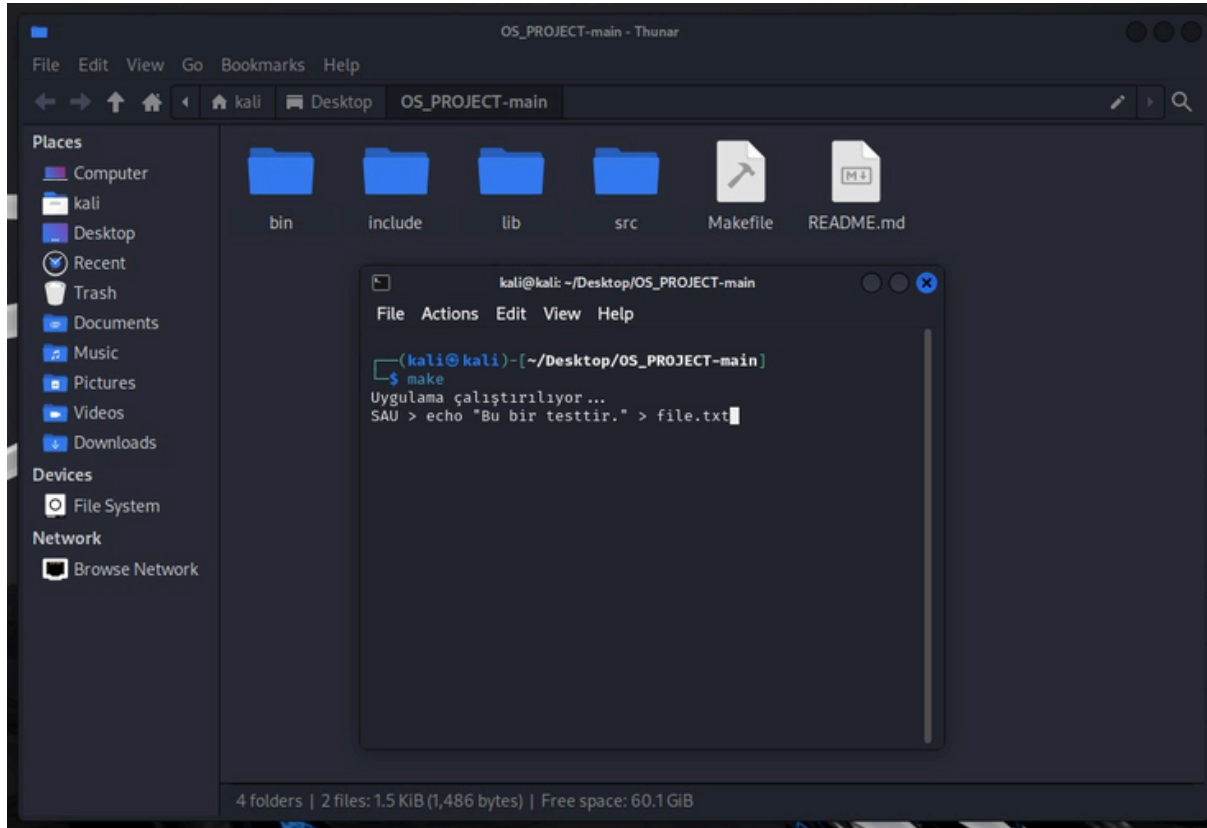 OS_PROJECT-main - Thunar
File Edit View Go Bookmarks Help
kali Desktop OS_PROJECT-main
Places
Computer
kali
Desktop
Recent
Trash
Documents
Music
Pictures
Videos
Downloads
Devices
File System
Network
Browse Network
bin include lib src Makefile README.md
M↓
kali@kali: ~/Desktop/OS_PROJECT-main
File Actions Edit View Help
┌──(kali㉿kali)-[~/Desktop/OS_PROJECT-main]
└─$ make
Uygulama çalıştırılıyor...
SAU > echo "Bu bir testtir." > file.txt
4 folders | 2 files: 1.5 KiB (1,486 bytes) | Free space: 60.1 GiB